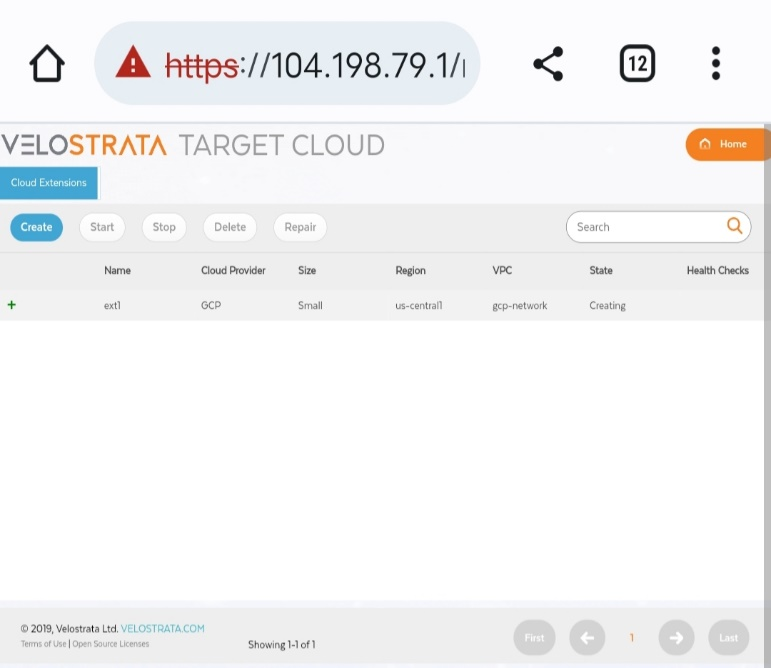 https://104.198.79.1/
12
VELOSTRATA TARGET CLOUD
Home
Cloud Extensions
Create Start Stop Delete Repair Search
Name Cloud Provider Size Region VPC State Health Checks
+ ext1 GCP Small us-central1 gcp-network Creating
© 2019, Velostrata Ltd. VELOSTRATA.COM
Terms of Use | Open Source Licenses
Showing 1-1 of 1
First 1 Last